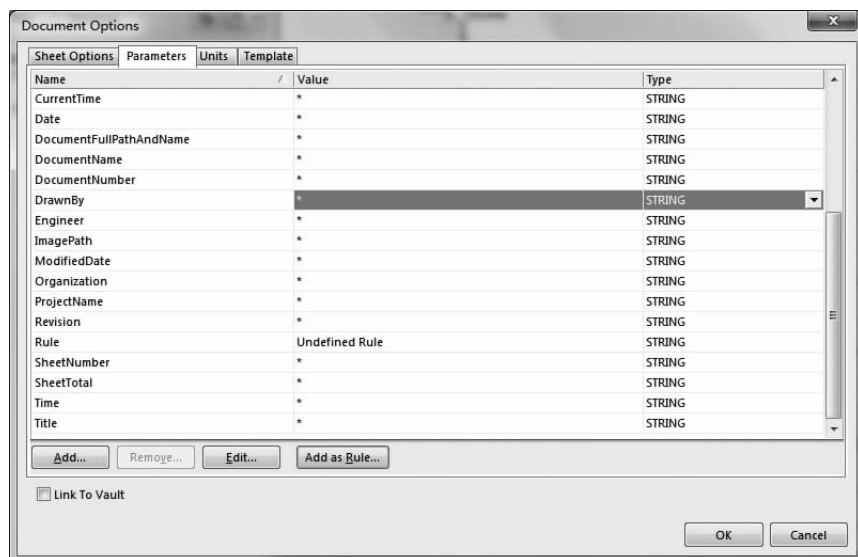 Document Options
x
Sheet Options Parameters Units Template
Name / Value Type
CurrentTime * STRING
Date * STRING
DocumentFullPathAndName * STRING
DocumentName * STRING
DocumentNumber * STRING
DrawnBy * STRING
Engineer * STRING
ImagePath * STRING
ModifiedDate * STRING
Organization * STRING
ProjectName * STRING
Revision * STRING
Rule Undefined Rule STRING
SheetNumber * STRING
SheetTotal * STRING
Time * STRING
Title * STRING
Add... Remove... Edit... Add as Rule...
Link To Vault
OK Cancel